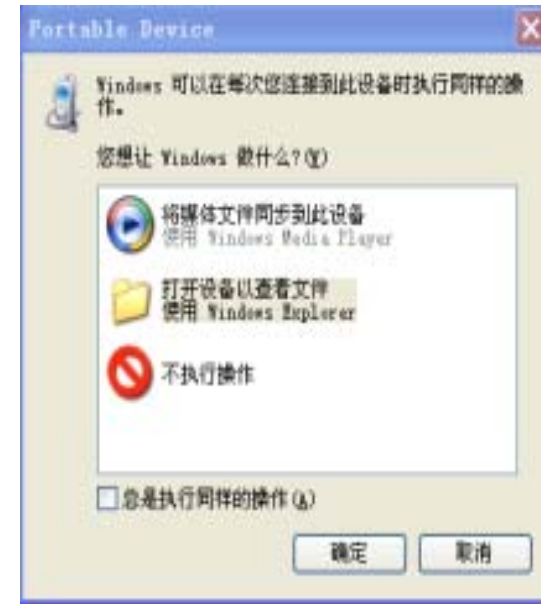 Portable Device
Windows 可以在每次您连接到此设备时执行同样的操
作。
您想让 Windows 做什么?(W)
将媒体文件同步到此设备
使用 Windows Media Player
打开设备以查看文件
使用 Windows Explorer
不执行操作
总是执行同样的操作(A)
确定 取消